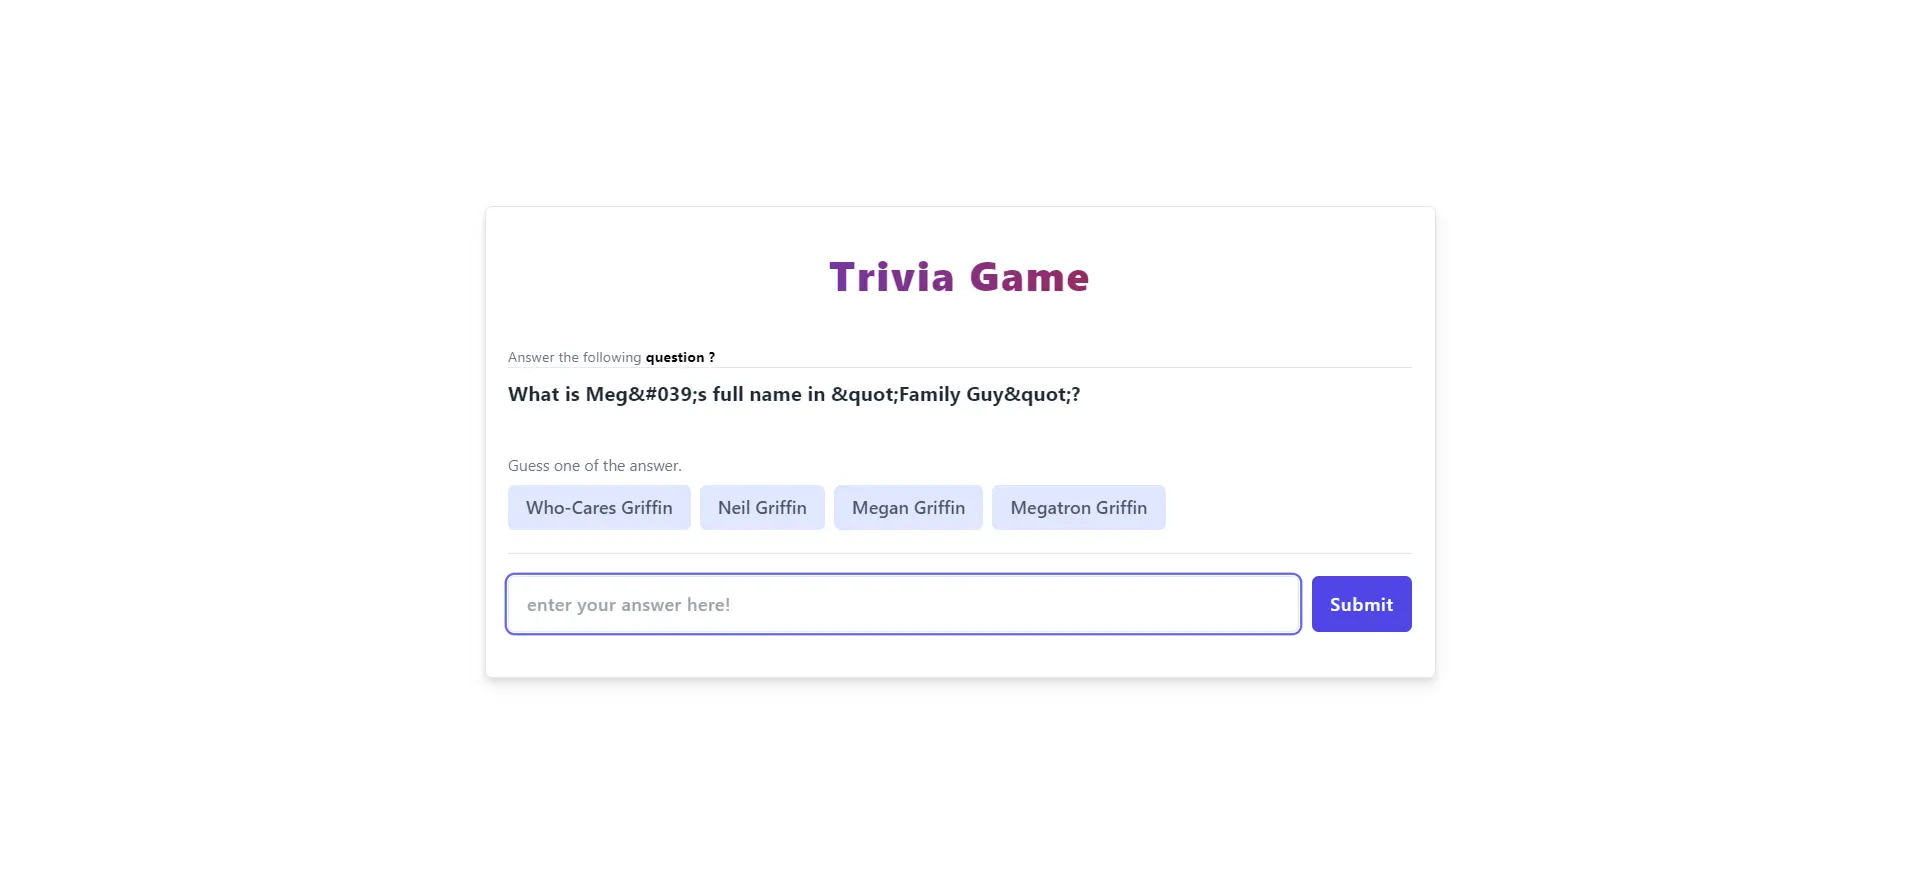 Trivia Game
Answer the following question ?
What is Meg&#039;s full name in &quot;Family Guy&quot;?
Guess one of the answer.
Who-Cares Griffin Neil Griffin Megan Griffin Megatron Griffin
enter your answer here! Submit